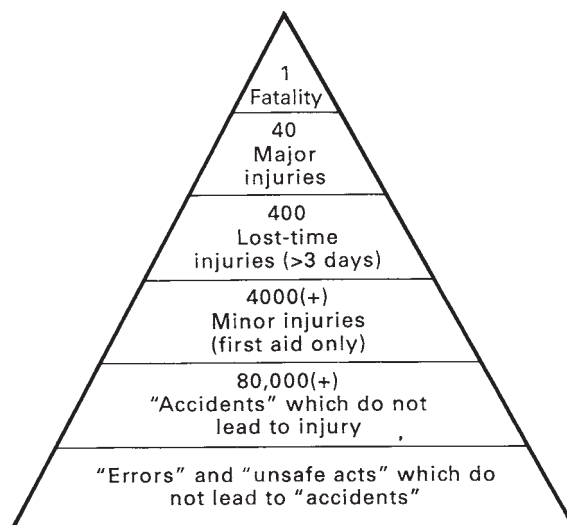 1
Fatality
40
Major
injuries
400
Lost-time
injuries (>3 days)
4000(+)
Minor injuries
(first aid only)
80,000(+)
"Accidents" which do not
lead to injury
"Errors" and "unsafe acts" which do
not lead to "accidents"